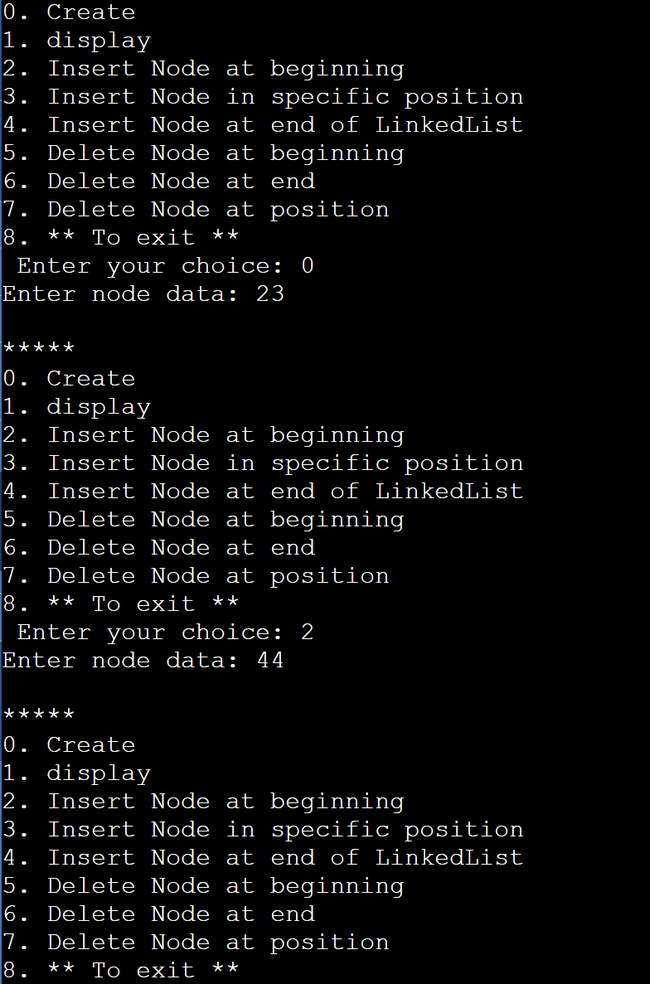 0. Create
1. display
2. Insert Node at beginning
3. Insert Node in specific position
4. Insert Node at end of LinkedList
5. Delete Node at beginning
6. Delete Node at end
7. Delete Node at position
8. ** To exit **
 Enter your choice: 0
Enter node data: 23

*****
0. Create
1. display
2. Insert Node at beginning
3. Insert Node in specific position
4. Insert Node at end of LinkedList
5. Delete Node at beginning
6. Delete Node at end
7. Delete Node at position
8. ** To exit **
 Enter your choice: 2
Enter node data: 44

*****
0. Create
1. display
2. Insert Node at beginning
3. Insert Node in specific position
4. Insert Node at end of LinkedList
5. Delete Node at beginning
6. Delete Node at end
7. Delete Node at position
8. ** To exit **